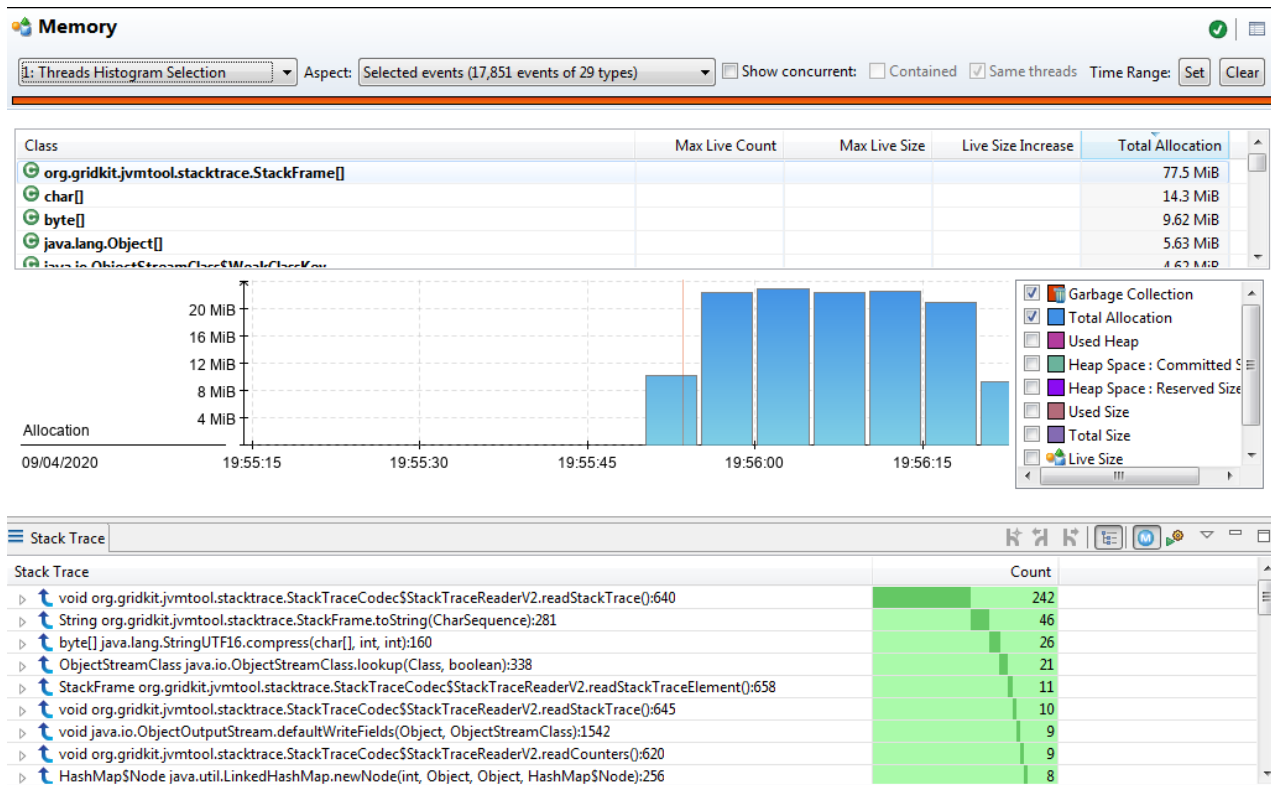 Memory
1: Threads Histogram Selection Aspect: Selected events (17,851 events of 29 types) Show concurrent: Contained Same threads Time Range: Set Clear
Class Max Live Count Max Live Size Live Size Increase Total Allocation
org.gridkit.jvmtool.stacktrace.StackFrame[] 77.5 MiB
char[] 14.3 MiB
byte[] 9.62 MiB
java.lang.Object[] 5.63 MiB
java.io.ObjectStreamClass$WeakClassKey 4.62 MiB
20 MiB
16 MiB
12 MiB
8 MiB
4 MiB
Allocation
09/04/2020 19:55:15 19:55:30 19:55:45 19:56:00 19:56:15
Garbage Collection
Total Allocation
Used Heap
Heap Space : Committed S
Heap Space : Reserved Size
Used Size
Total Size
Live Size
Stack Trace
Stack Trace Count
void org.gridkit.jvmtool.stacktrace.StackTraceCodec$StackTraceReaderV2.readStackTrace():640 242
String org.gridkit.jvmtool.stacktrace.StackFrame.toString(CharSequence):281 46
byte[] java.lang.StringUTF16.compress(char[], int, int):160 26
ObjectStreamClass java.io.ObjectStreamClass.lookup(Class, boolean):338 21
StackFrame org.gridkit.jvmtool.stacktrace.StackTraceCodec$StackTraceReaderV2.readStackTraceElement():658 11
void org.gridkit.jvmtool.stacktrace.StackTraceCodec$StackTraceReaderV2.readStackTrace():645 10
void java.io.ObjectOutputStream.defaultWriteFields(Object, ObjectStreamClass):1542 9
void org.gridkit.jvmtool.stacktrace.StackTraceCodec$StackTraceReaderV2.readCounters():620 9
HashMap$Node java.util.LinkedHashMap.newNode(int, Object, Object, HashMap$Node):256 8